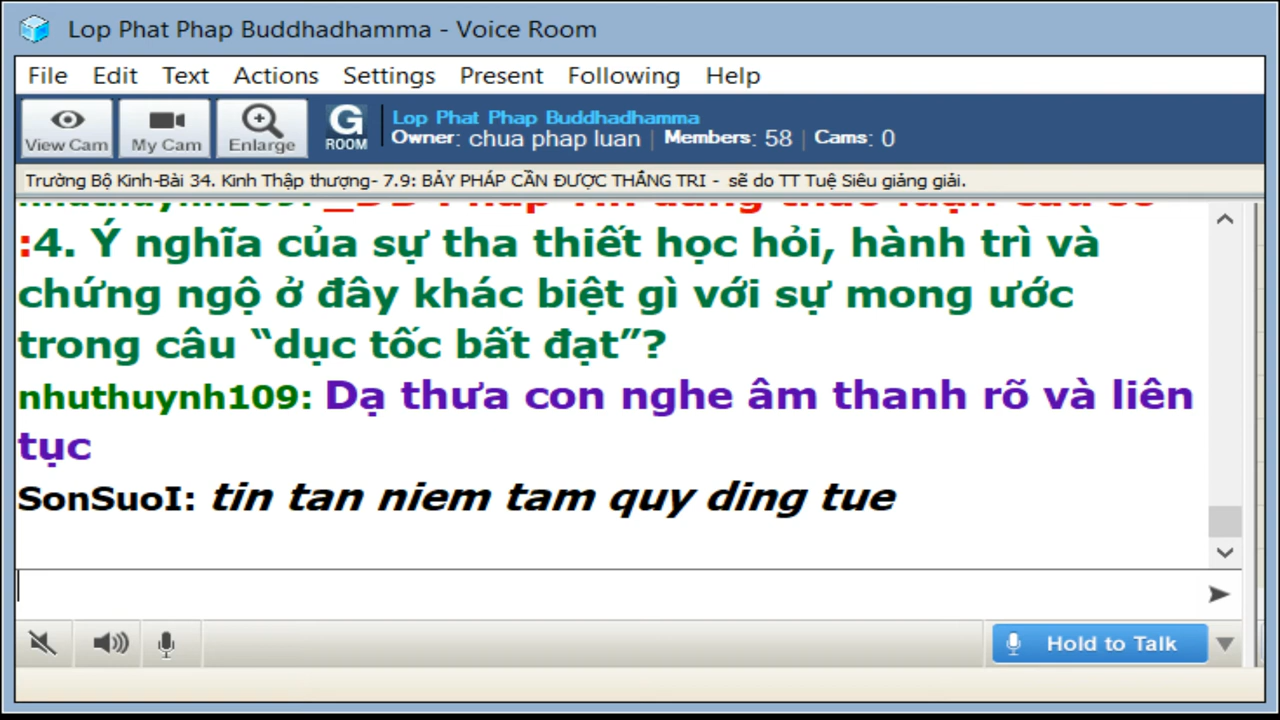 Lop Phat Phap Buddhadhamma - Voice Room
File Edit Text Actions Settings Present Following Help
View Cam My Cam Enlarge G ROOM
Lop Phat Phap Buddhadhamma
Owner: chua phap luan | Members: 58 | Cams: 0
Trường Bộ Kinh-Bài 34. Kinh Thập thượng- 7.9: BẢY PHÁP CẦN ĐƯỢC THẮNG TRI - sẽ do TT Tuệ Siêu giảng giải.
:4. Ý nghĩa của sự tha thiết học hỏi, hành trì và
chứng ngộ ở đây khác biệt gì với sự mong ước
trong câu “dục tốc bất đạt”?
nhuthuynh109: Dạ thưa con nghe âm thanh rõ và liên
tục
SonSuoI: tin tan niem tam quy ding tue
Hold to Talk